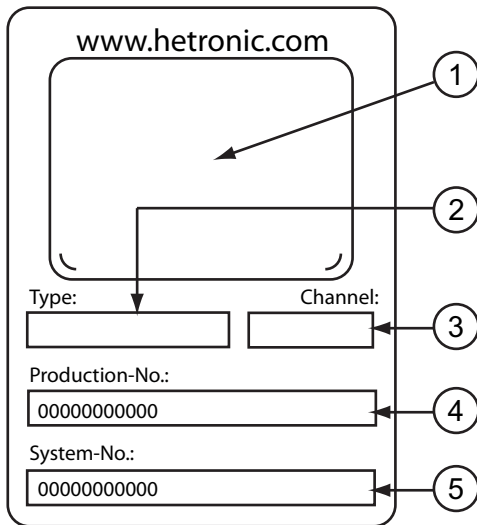 www.hetronic.com
1
2
Type: Channel:
3
Production-No.:
00000000000
4
System-No.:
00000000000
5